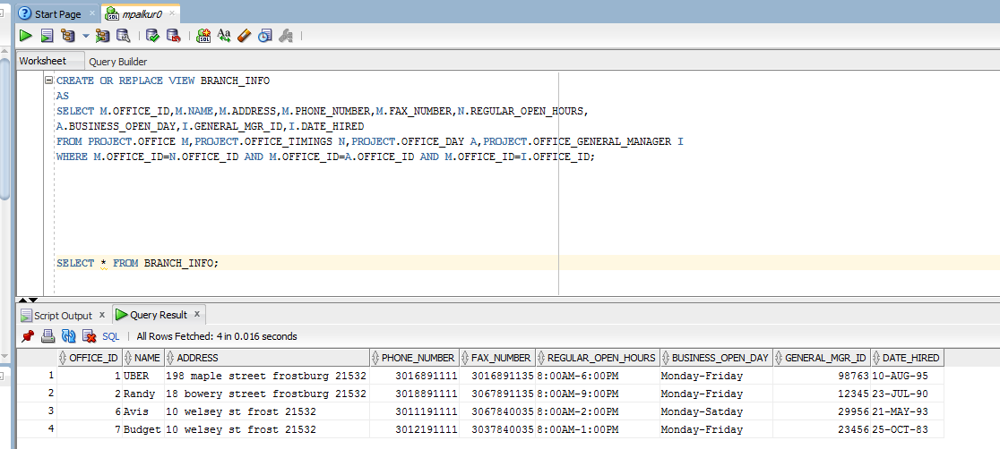 Start Page
mpalkur0
Worksheet Query Builder
CREATE OR REPLACE VIEW BRANCH_INFO
AS
SELECT M.OFFICE_ID,M.NAME,M.ADDRESS,M.PHONE_NUMBER,M.FAX_NUMBER,N.REGULAR_OPEN_HOURS,
A.BUSINESS_OPEN_DAY,I.GENERAL_MGR_ID,I.DATE_HIRED
FROM PROJECT.OFFICE M,PROJECT.OFFICE_TIMINGS N,PROJECT.OFFICE_DAY A,PROJECT.OFFICE_GENERAL_MANAGER I
WHERE M.OFFICE_ID=N.OFFICE_ID AND M.OFFICE_ID=A.OFFICE_ID AND M.OFFICE_ID=I.OFFICE_ID;
SELECT * FROM BRANCH_INFO;
Script Output x Query Result x
SQL | All Rows Fetched: 4 in 0.016 seconds
OFFICE_ID NAME ADDRESS PHONE_NUMBER FAX_NUMBER REGULAR_OPEN_HOURS BUSINESS_OPEN_DAY GENERAL_MGR_ID DATE_HIRED
1 1 UBER 198 maple street frostburg 21532 3016891111 3016891135 8:00AM-6:00PM Monday-Friday 98763 10-AUG-95
2 2 Randy 18 bowery street frostburg 21532 3018891111 3067891135 8:00AM-9:00PM Monday-Friday 12345 23-JUL-90
3 6 Avis 10 welsey st frost 21532 3011191111 3067840035 8:00AM-2:00PM Monday-Satday 29956 21-MAY-93
4 7 Budget 10 welsey st frost 21532 3012191111 3037840035 8:00AM-1:00PM Monday-Friday 23456 25-OCT-83